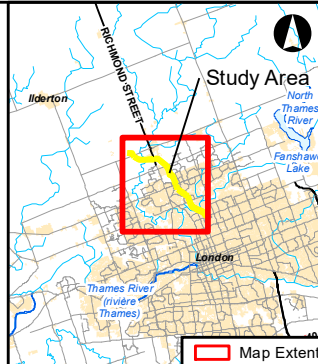 RICHMOND STREET
Ilderton
Study Area
North
Thames
River
Fanshawe
Lake
London
Thames River
(rivière
Thames)
Map Extent